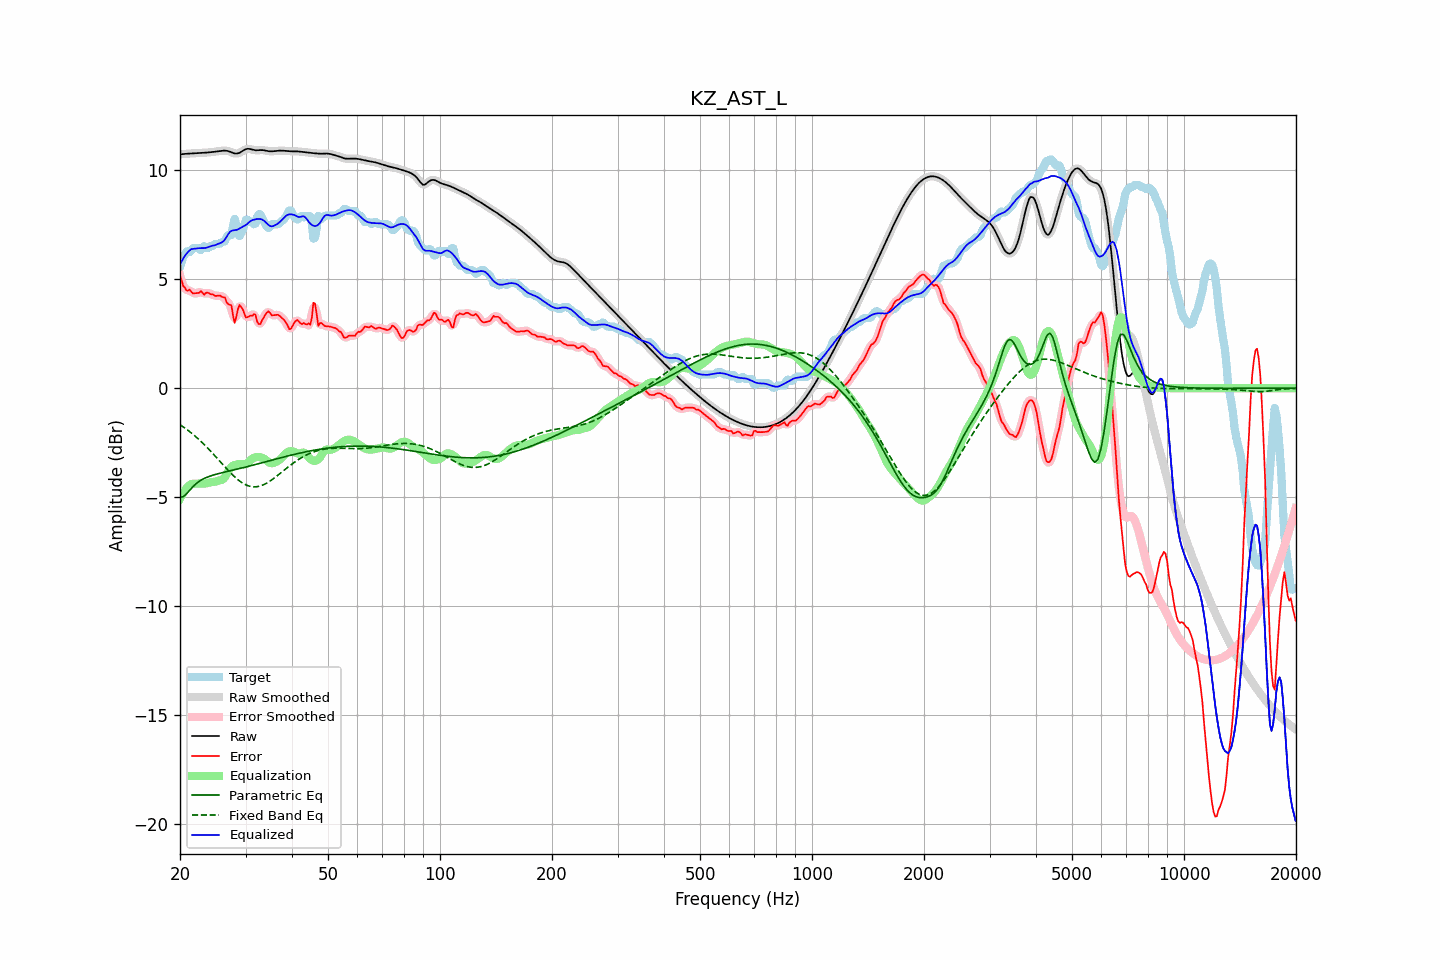 KZ_AST_L
10
5
0
−5
−10
−15
−20
Amplitude (dBr)
Target
Raw Smoothed
Error Smoothed
Raw
Error
Equalization
Parametric Eq
Fixed Band Eq
Equalized
20 50 100 200 500 1000 2000 5000 10000 20000
Frequency (Hz)